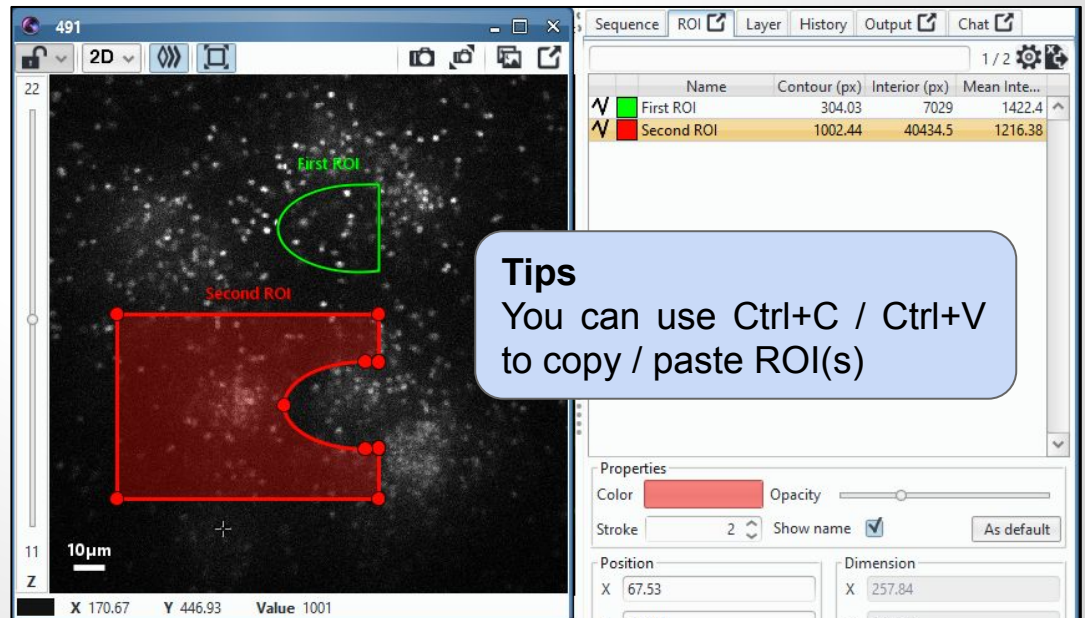 491
2D
22
11
Z
First ROI
Second ROI
10µm
X 170.67 Y 446.93 Value 1001
Sequence ROI Layer History Output Chat
1 / 2
Name Contour (px) Interior (px) Mean Inte...
First ROI 304.03 7029 1422.4
Second ROI 1002.44 40434.5 1216.38
Tips
You can use Ctrl+C / Ctrl+V
to copy / paste ROI(s)
Properties
Color Opacity
Stroke 2 Show name As default
Position Dimension
X 67.53 X 257.84